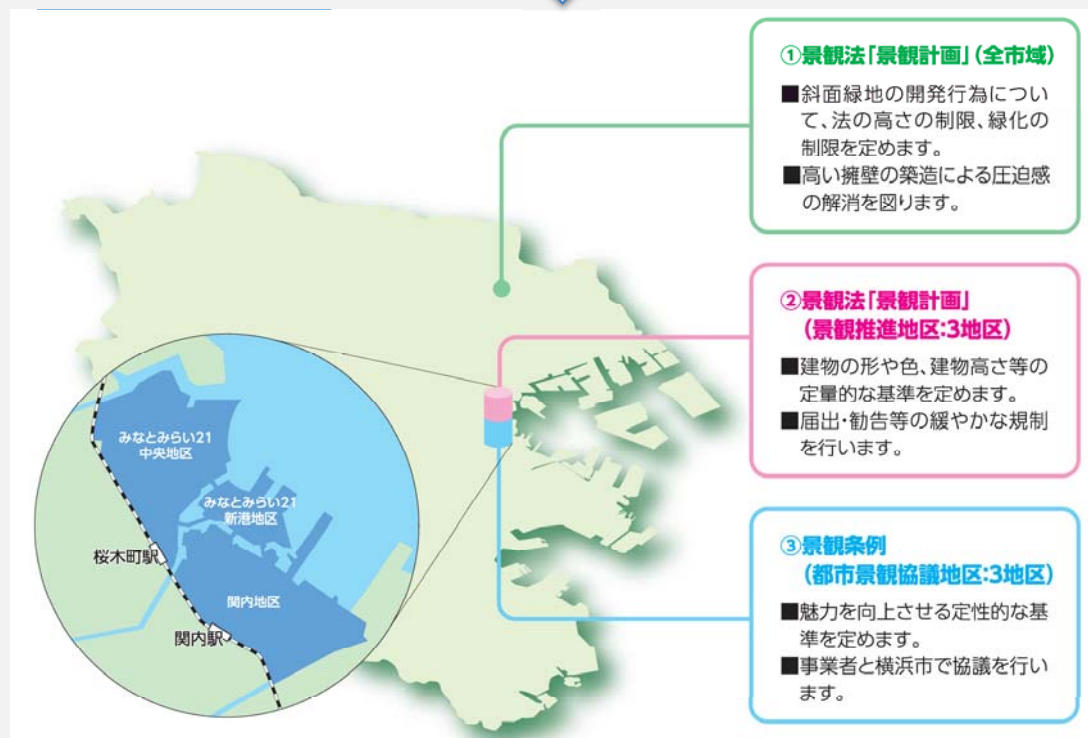 ①景観法「景観計画」(全市域)
■斜面緑地の開発行為につい
て、法の高さの制限、緑化の
制限を定めます。
■高い擁壁の築造による圧迫感
の解消を図ります。
②景観法「景観計画」
(景観推進地区:3地区)
■建物の形や色、建物高さ等の
定量的な基準を定めます。
■届出・勧告等の緩やかな規制
を行います。
③景観条例
(都市景観協議地区:3地区)
■魅力を向上させる定性的な基
準を定めます。
■事業者と横浜市で協議を行い
ます。
みなとみらい21
中央地区
みなとみらい21
新港地区
桜木町駅
関内地区
関内駅